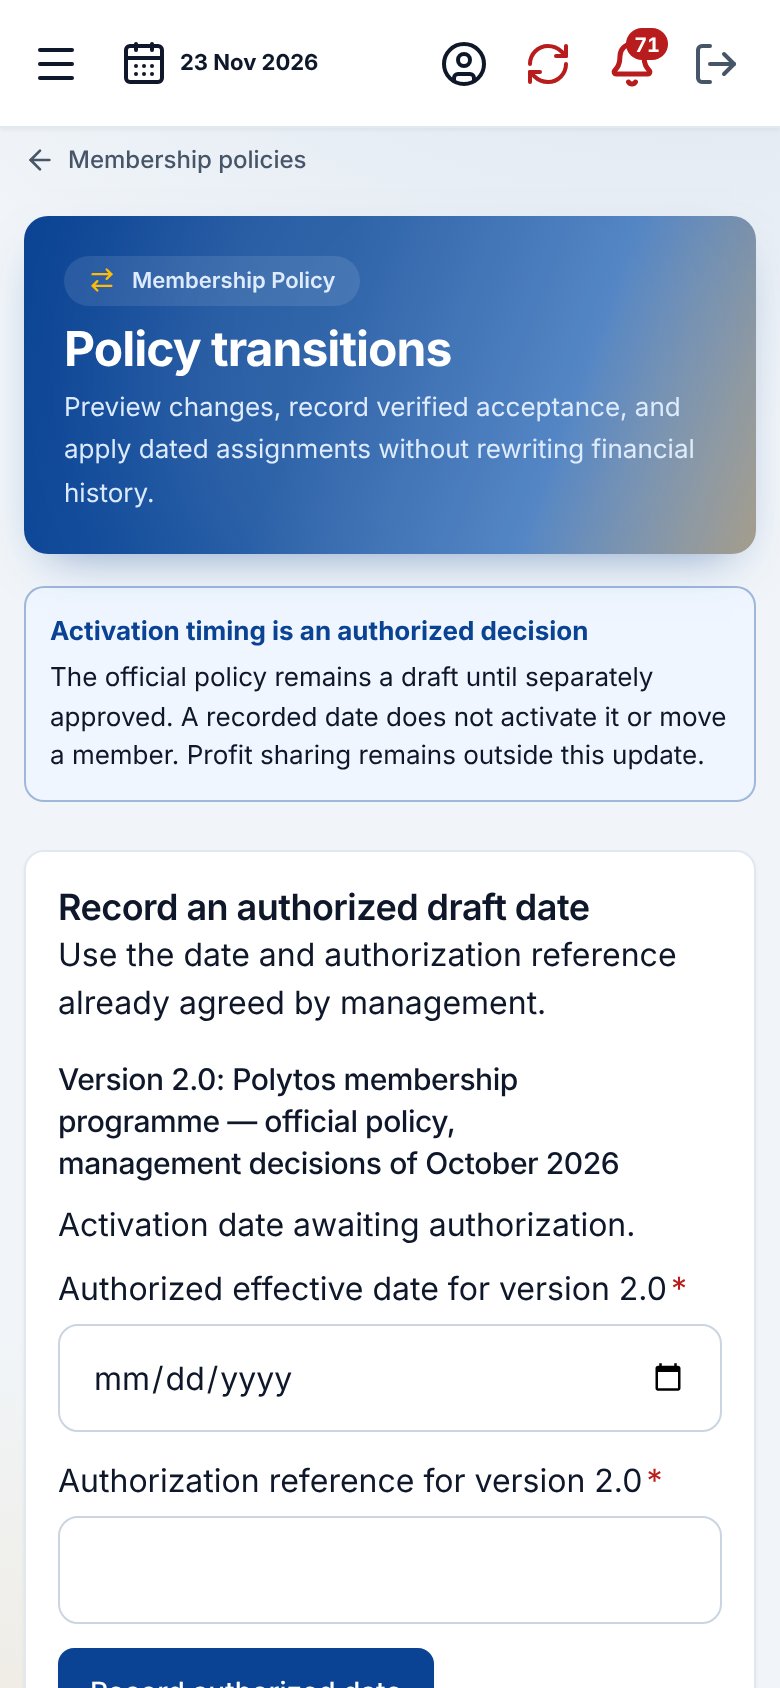 23 Nov 2026
71
Membership policies
Membership Policy
Policy transitions
Preview changes, record verified acceptance, and
apply dated assignments without rewriting financial
history.
Activation timing is an authorized decision
The official policy remains a draft until separately
approved. A recorded date does not activate it or move
a member. Profit sharing remains outside this update.
Record an authorized draft date
Use the date and authorization reference
already agreed by management.
Version 2.0: Polytos membership
programme — official policy,
management decisions of October 2026
Activation date awaiting authorization.
Authorized effective date for version 2.0*
mm/dd/yyyy
Authorization reference for version 2.0*
Record authorized date